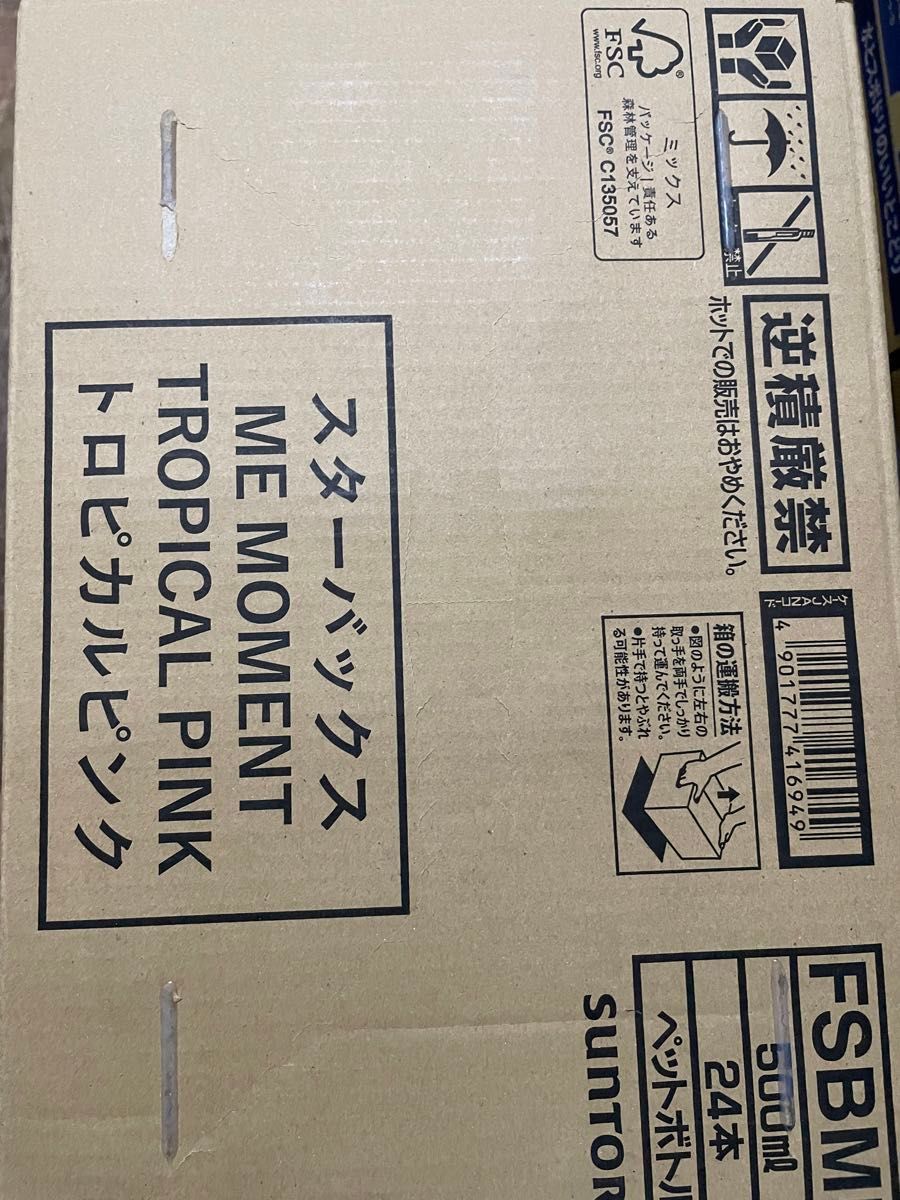 FSC
www.fsc.org
ミックス
パッケージ | 責任ある
森林管理を支えています
FSC® C135057
禁止
逆積厳禁
ホットでの販売はおやめください。
ケースJANコード
4 901777 416949
箱の運搬方法
●図のように左右の
取っ手を両手でしっかり
持って運んでください。
●片手で持つとやぶれ
る可能性があります。
スターバックス
ME MOMENT
TROPICAL PINK
トロピカルピンク
FSBM
500ml
24本
ペットボトル
SUNTOR